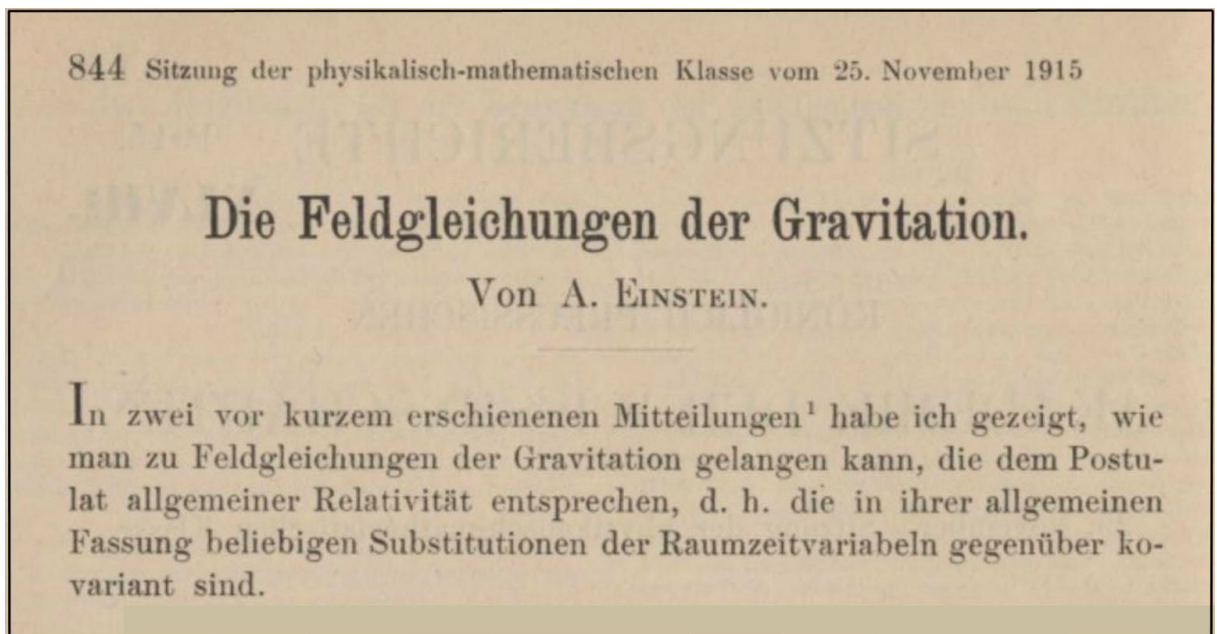 844 Sitzung der physikalisch-mathematischen Klasse vom 25. November 1915
Die Feldgleichungen der Gravitation.
Von A. EINSTEIN.
In zwei vor kurzem erschienenen Mitteilungen¹ habe ich gezeigt, wie
man zu Feldgleichungen der Gravitation gelangen kann, die dem Postu-
lat allgemeiner Relativität entsprechen, d. h. die in ihrer allgemeinen
Fassung beliebigen Substitutionen der Raumzeitvariabeln gegenüber ko-
variant sind.